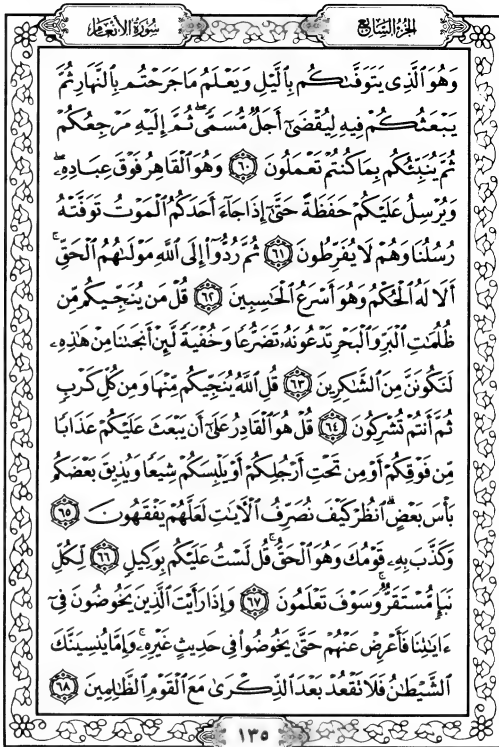 الجزء السابع
سورة الأنعام
وَهُوَ ٱلَّذِى يَتَوَفَّىٰكُم بِٱلَّيْلِ وَيَعْلَمُ مَا جَرَحْتُم بِٱلنَّهَارِ ثُمَّ
يَبْعَثُكُمْ فِيهِ لِيُقْضَىٰٓ أَجَلٌ مُّسَمًّى ۖ ثُمَّ إِلَيْهِ مَرْجِعُكُمْ
ثُمَّ يُنَبِّئُكُم بِمَا كُنتُمْ تَعْمَلُونَ ٦٠ وَهُوَ ٱلْقَاهِرُ فَوْقَ عِبَادِهِۦ ۖ
وَيُرْسِلُ عَلَيْكُمْ حَفَظَةً حَتَّىٰٓ إِذَا جَآءَ أَحَدَكُمُ ٱلْمَوْتُ تَوَفَّتْهُ
رُسُلُنَا وَهُمْ لَا يُفَرِّطُونَ ٦١ ثُمَّ رُدُّوٓا۟ إِلَى ٱللَّهِ مَوْلَىٰهُمُ ٱلْحَقِّ ۚ
أَلَا لَهُ ٱلْحُكْمُ وَهُوَ أَسْرَعُ ٱلْحَـٰسِبِينَ ٦٢ قُلْ مَن يُنَجِّيكُم مِّن
ظُلُمَـٰتِ ٱلْبَرِّ وَٱلْبَحْرِ تَدْعُونَهُۥ تَضَرُّعًا وَخُفْيَةً لَّئِنْ أَنجَىٰنَا مِنْ هَـٰذِهِۦ
لَنَكُونَنَّ مِنَ ٱلشَّـٰكِرِينَ ٦٣ قُلِ ٱللَّهُ يُنَجِّيكُم مِّنْهَا وَمِن كُلِّ كَرْبٍ
ثُمَّ أَنتُمْ تُشْرِكُونَ ٦٤ قُلْ هُوَ ٱلْقَادِرُ عَلَىٰٓ أَن يَبْعَثَ عَلَيْكُمْ عَذَابًا
مِّن فَوْقِكُمْ أَوْ مِن تَحْتِ أَرْجُلِكُمْ أَوْ يَلْبِسَكُمْ شِيَعًا وَيُذِيقَ بَعْضَكُم
بَأْسَ بَعْضٍ ۗ ٱنظُرْ كَيْفَ نُصَرِّفُ ٱلْـَٔايَـٰتِ لَعَلَّهُمْ يَفْقَهُونَ ٦٥
وَكَذَّبَ بِهِۦ قَوْمُكَ وَهُوَ ٱلْحَقُّ ۚ قُل لَّسْتُ عَلَيْكُم بِوَكِيلٍ ٦٦ لِّكُلِّ
نَبَإٍ مُّسْتَقَرٌّ ۚ وَسَوْفَ تَعْلَمُونَ ٦٧ وَإِذَا رَأَيْتَ ٱلَّذِينَ يَخُوضُونَ فِىٓ
ءَايَـٰتِنَا فَأَعْرِضْ عَنْهُمْ حَتَّىٰ يَخُوضُوا۟ فِى حَدِيثٍ غَيْرِهِۦ ۚ وَإِمَّا يُنسِيَنَّكَ
ٱلشَّيْطَـٰنُ فَلَا تَقْعُدْ بَعْدَ ٱلذِّكْرَىٰ مَعَ ٱلْقَوْمِ ٱلظَّـٰلِمِينَ ٦٨
١٣٥